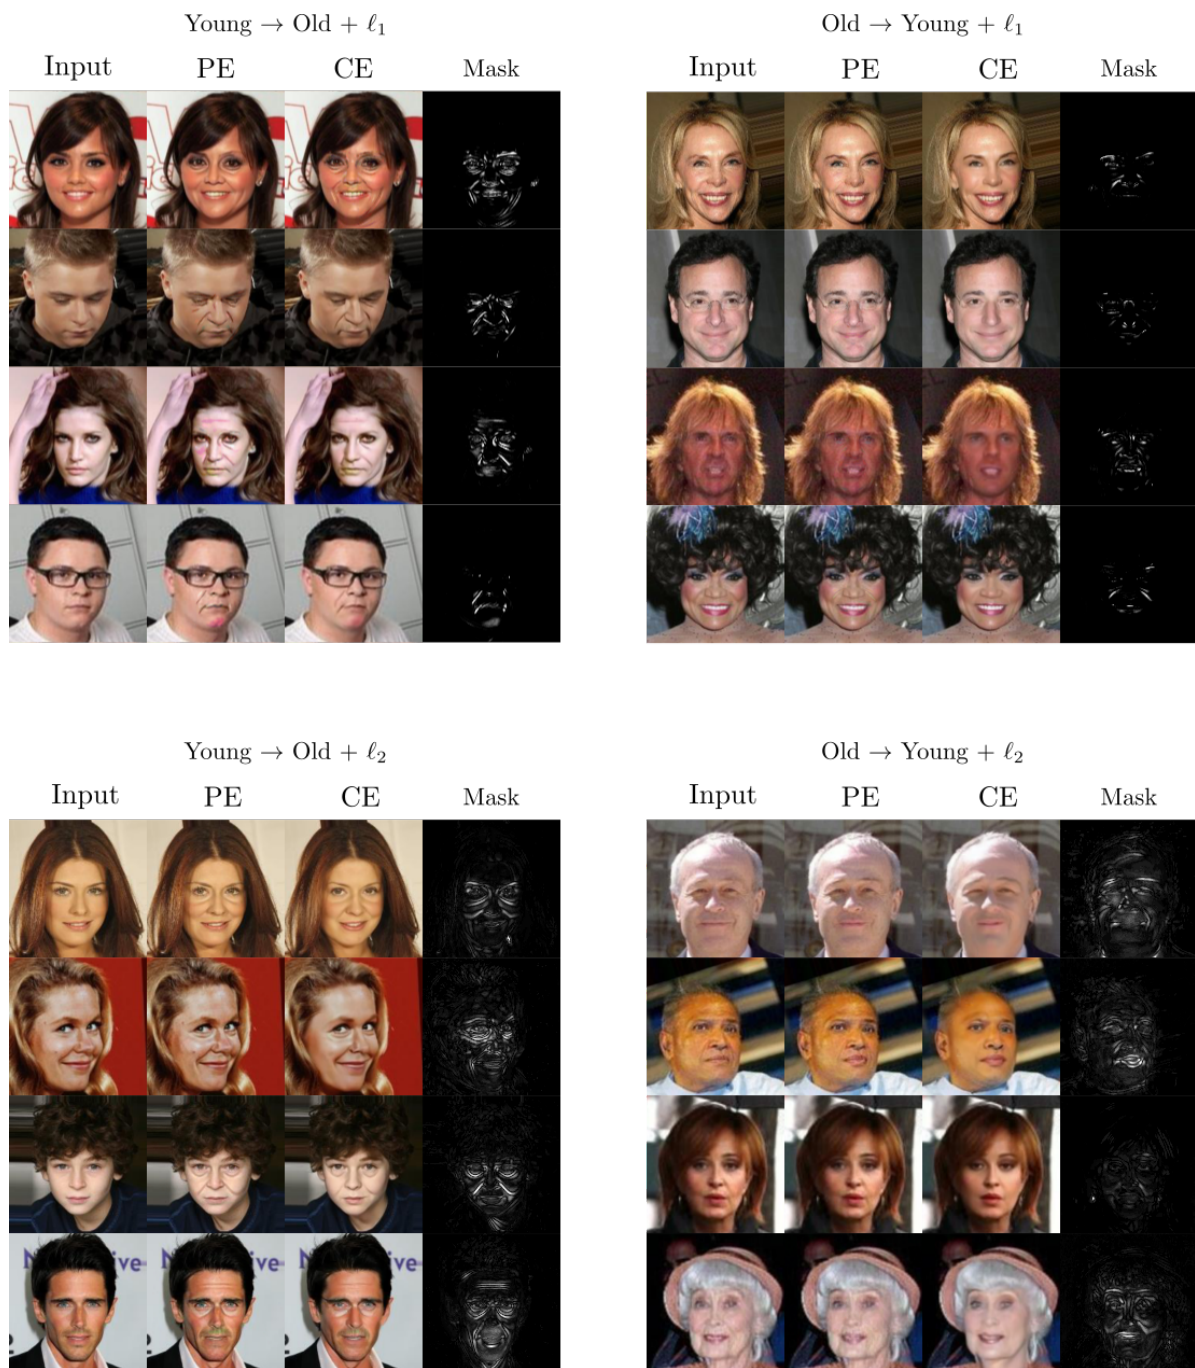 Young → Old + ℓ₁
Input PE CE Mask
Old → Young + ℓ₁
Input PE CE Mask
Young → Old + ℓ₂
Input PE CE Mask
Old → Young + ℓ₂
Input PE CE Mask